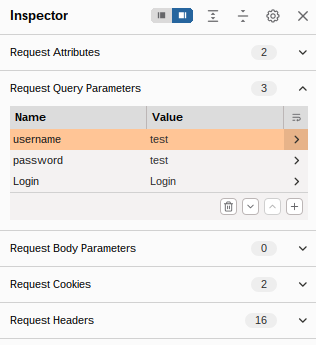 Inspector
Request Attributes 2
Request Query Parameters 3
Name Value
username test
password test
Login Login
Request Body Parameters 0
Request Cookies 2
Request Headers 16